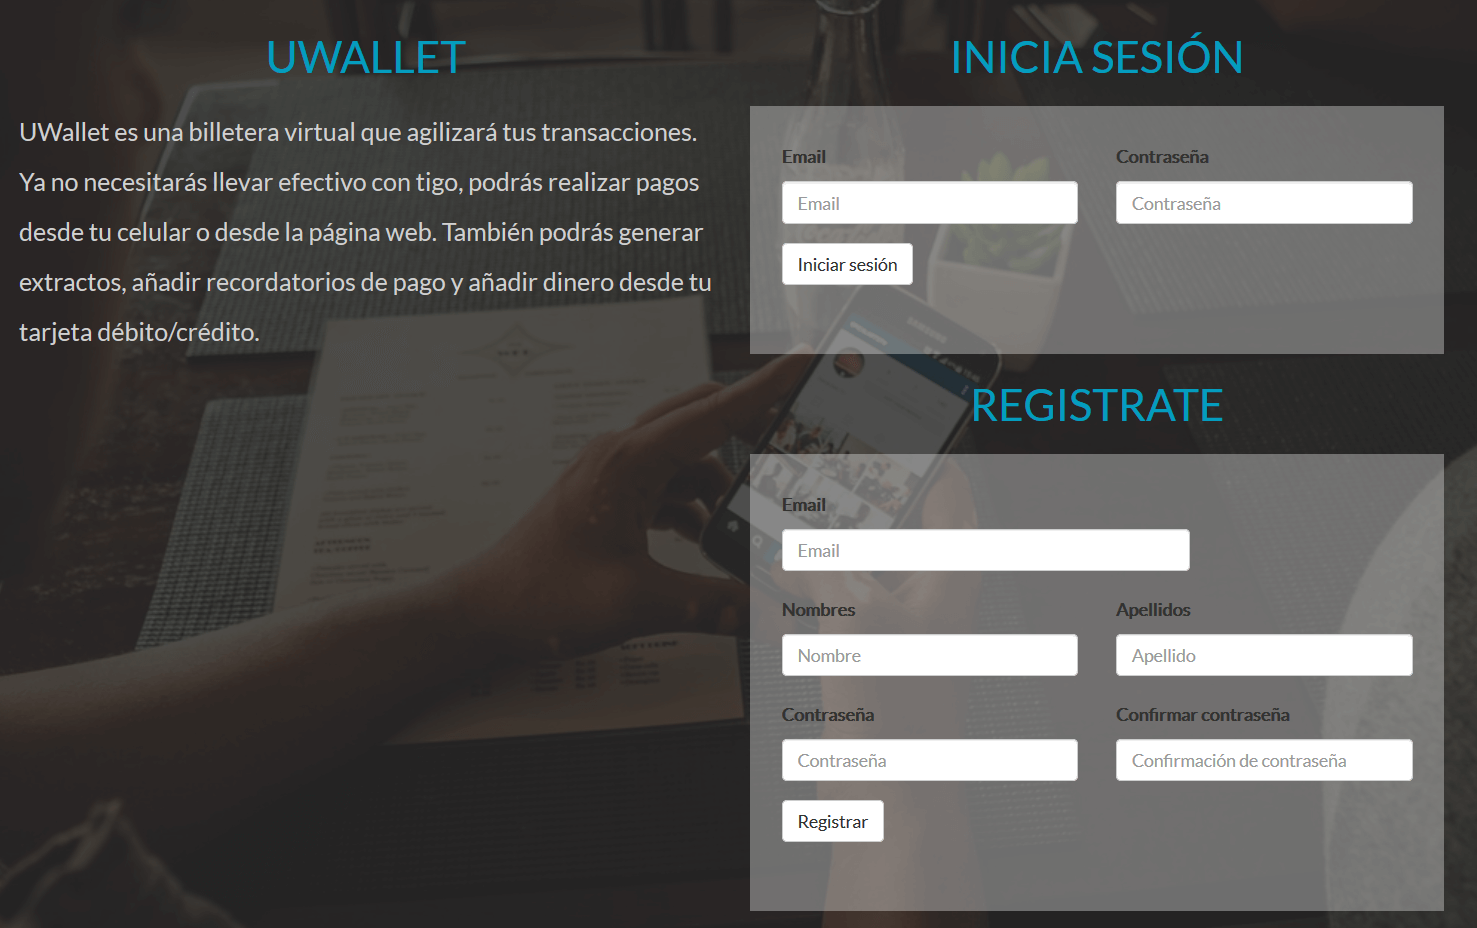 UWALLET
UWallet es una billetera virtual que agilizará tus transacciones.
Ya no necesitarás llevar efectivo con tigo, podrás realizar pagos
desde tu celular o desde la página web. También podrás generar
extractos, añadir recordatorios de pago y añadir dinero desde tu
tarjeta débito/crédito.
INICIA SESIÓN
Email
Contraseña
Email
Contraseña
Iniciar sesión
REGISTRATE
Email
Email
Nombres
Apellidos
Nombre
Apellido
Contraseña
Confirmar contraseña
Contraseña
Confirmación de contraseña
Registrar